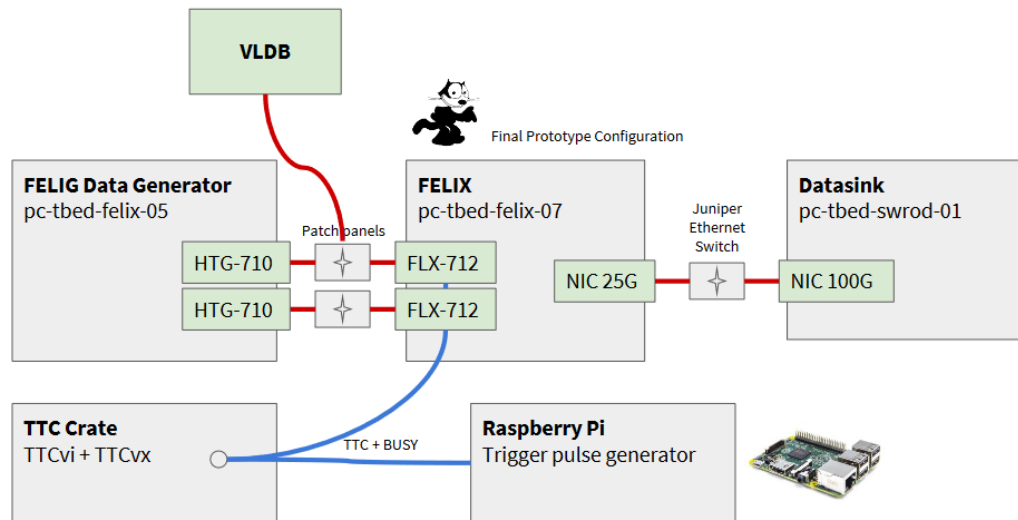 VLDB
Final Prototype Configuration
FELIG Data Generator
pc-tbed-felix-05
FELIX
pc-tbed-felix-07
Datasink
pc-tbed-swrod-01
Juniper
Ethernet
Switch
Patch panels
HTG-710
FLX-712
NIC 25G
NIC 100G
HTG-710
FLX-712
TTC Crate
TTCvi + TTCvx
TTC + BUSY
Raspberry Pi
Trigger pulse generator